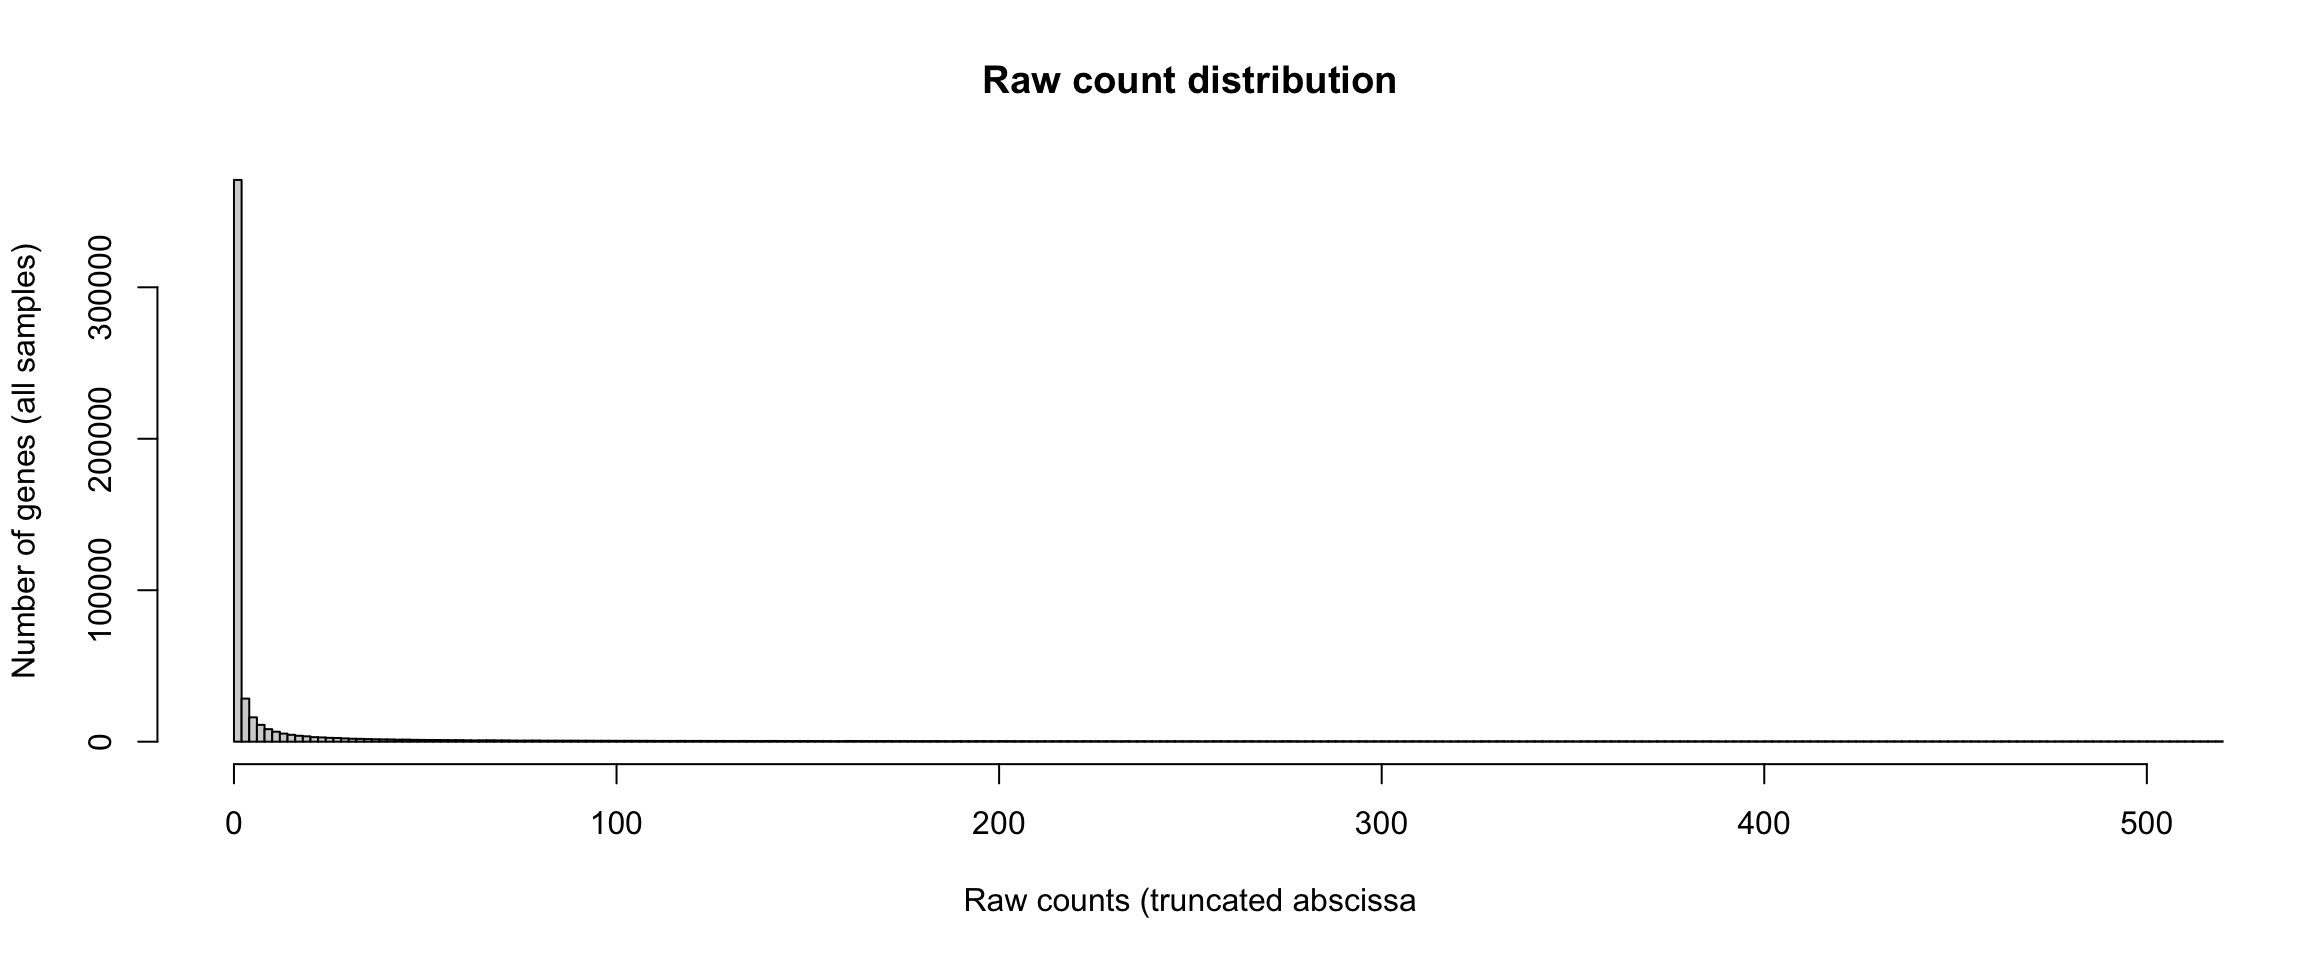 Raw count distribution
Number of genes (all samples)
300000
200000
100000
0
0 100 200 300 400 500
Raw counts (truncated abscissa